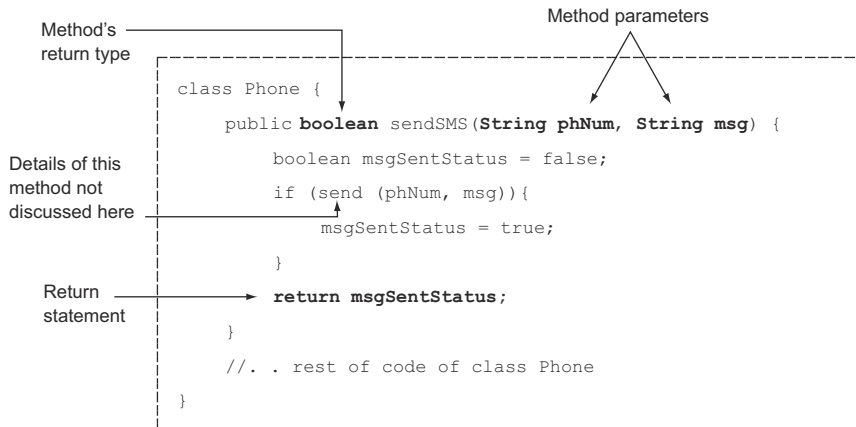 Method parameters
Method's
return type
class Phone {
public boolean sendSMS(String phNum, String msg) {
boolean msgSentStatus = false;
Details of this
method not
discussed here
if (send (phNum, msg)){
msgSentStatus = true;
}
Return
statement
return msgSentStatus;
}
//. . rest of code of class Phone
}